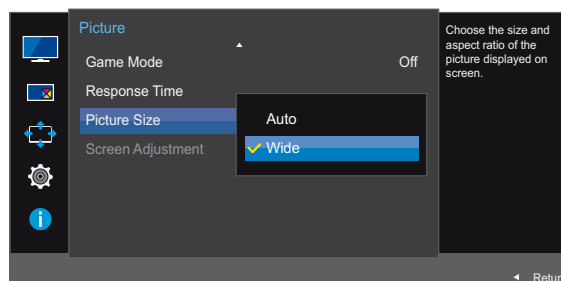 Picture
Game Mode Off
Response Time
Picture Size
Screen Adjustment
Auto
Wide
Choose the size and
aspect ratio of the
picture displayed on
screen.